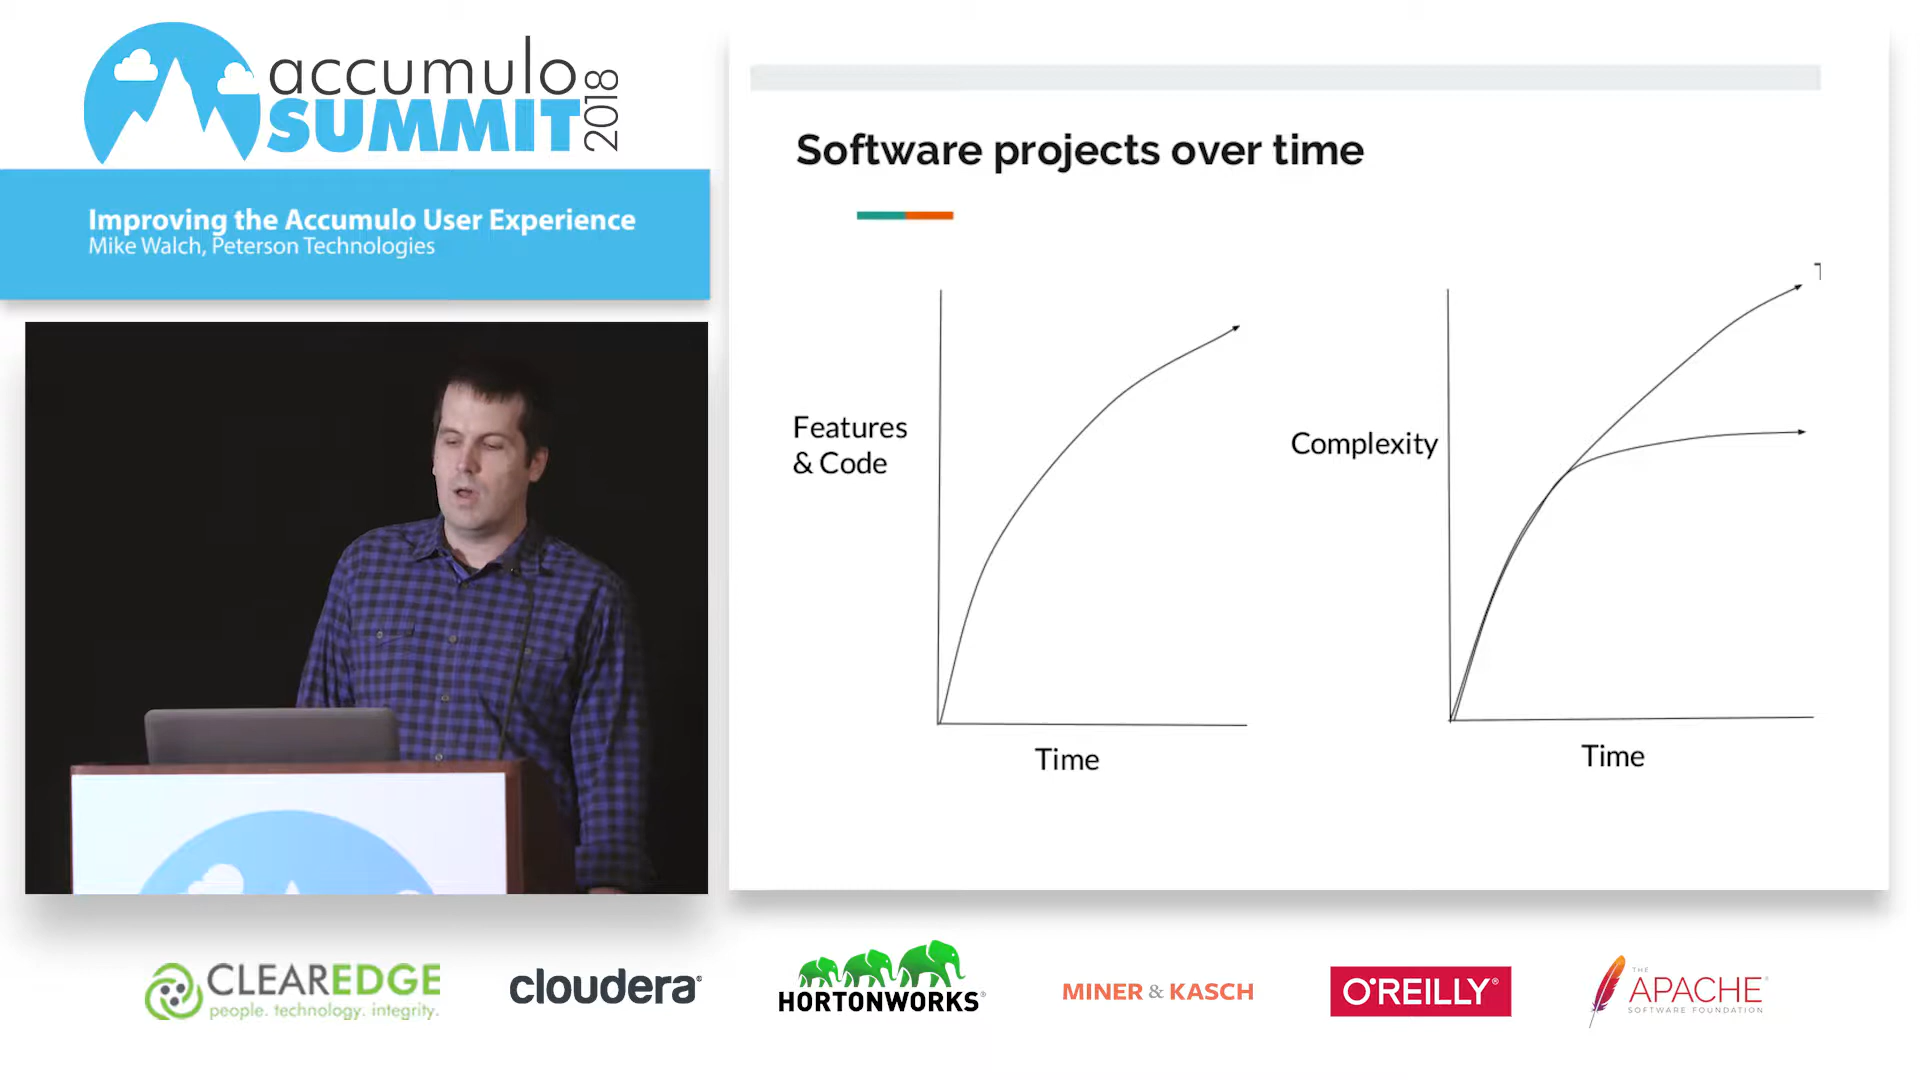 accumulo
SUMMIT
2018
Improving the Accumulo User Experience
Mike Walch, Peterson Technologies
Software projects over time
Features
& Code
Time
Complexity
Time
CLEAREDGE
people. technology. integrity.
cloudera®
HORTONWORKS®
MINER & KASCH
O'REILLY®
THE
APACHE®
SOFTWARE FOUNDATION